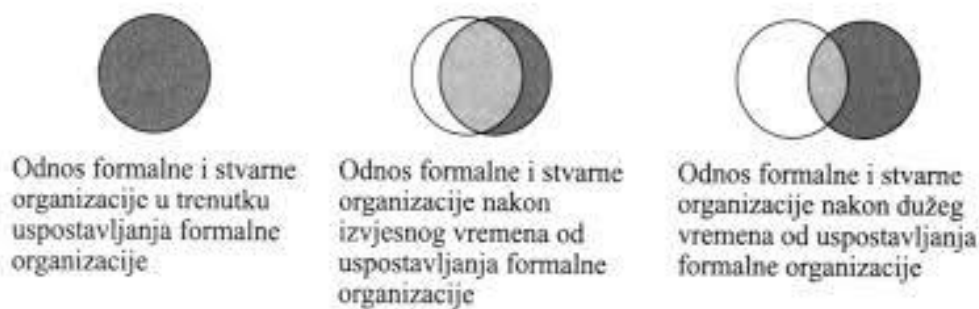 Odnos formalne i stvarne
organizacije u trenutku
uspostavljanja formalne
organizacije
Odnos formalne i stvarne
organizacije nakon
izvjesnog vremena od
uspostavljanja formalne
organizacije
Odnos formalne i stvarne
organizacije nakon dužeg
vremena od uspostavljanja
formalne organizacije